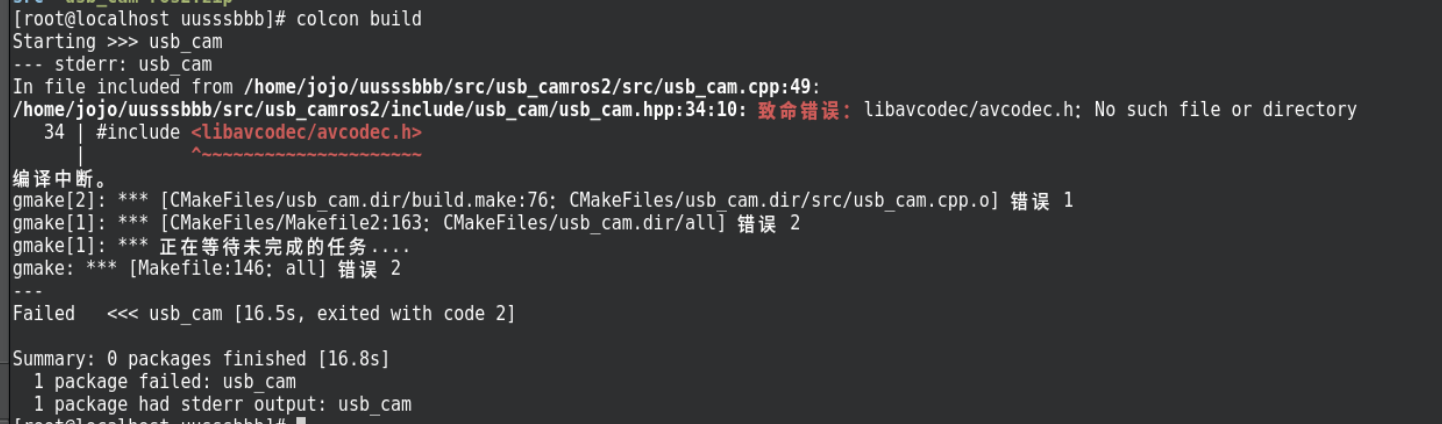 [root@localhost uusssbbb]# colcon build
Starting >>> usb_cam
--- stderr: usb_cam
In file included from /home/jojo/uusssbbb/src/usb_camros2/src/usb_cam.cpp:49:
/home/jojo/uusssbbb/src/usb_camros2/include/usb_cam/usb_cam.hpp:34:10: 致命错误：libavcodec/avcodec.h：No such file or directory
   34 | #include <libavcodec/avcodec.h>
      |          ^~~~~~~~~~~~~~~~~~~~~~
编译中断。
gmake[2]: *** [CMakeFiles/usb_cam.dir/build.make:76：CMakeFiles/usb_cam.dir/src/usb_cam.cpp.o] 错误 1
gmake[1]: *** [CMakeFiles/Makefile2:163：CMakeFiles/usb_cam.dir/all] 错误 2
gmake[1]: *** 正在等待未完成的任务....
gmake: *** [Makefile:146：all] 错误 2
---
Failed   <<< usb_cam [16.5s, exited with code 2]

Summary: 0 packages finished [16.8s]
  1 package failed: usb_cam
  1 package had stderr output: usb_cam
[root@localhost uusssbbb]#